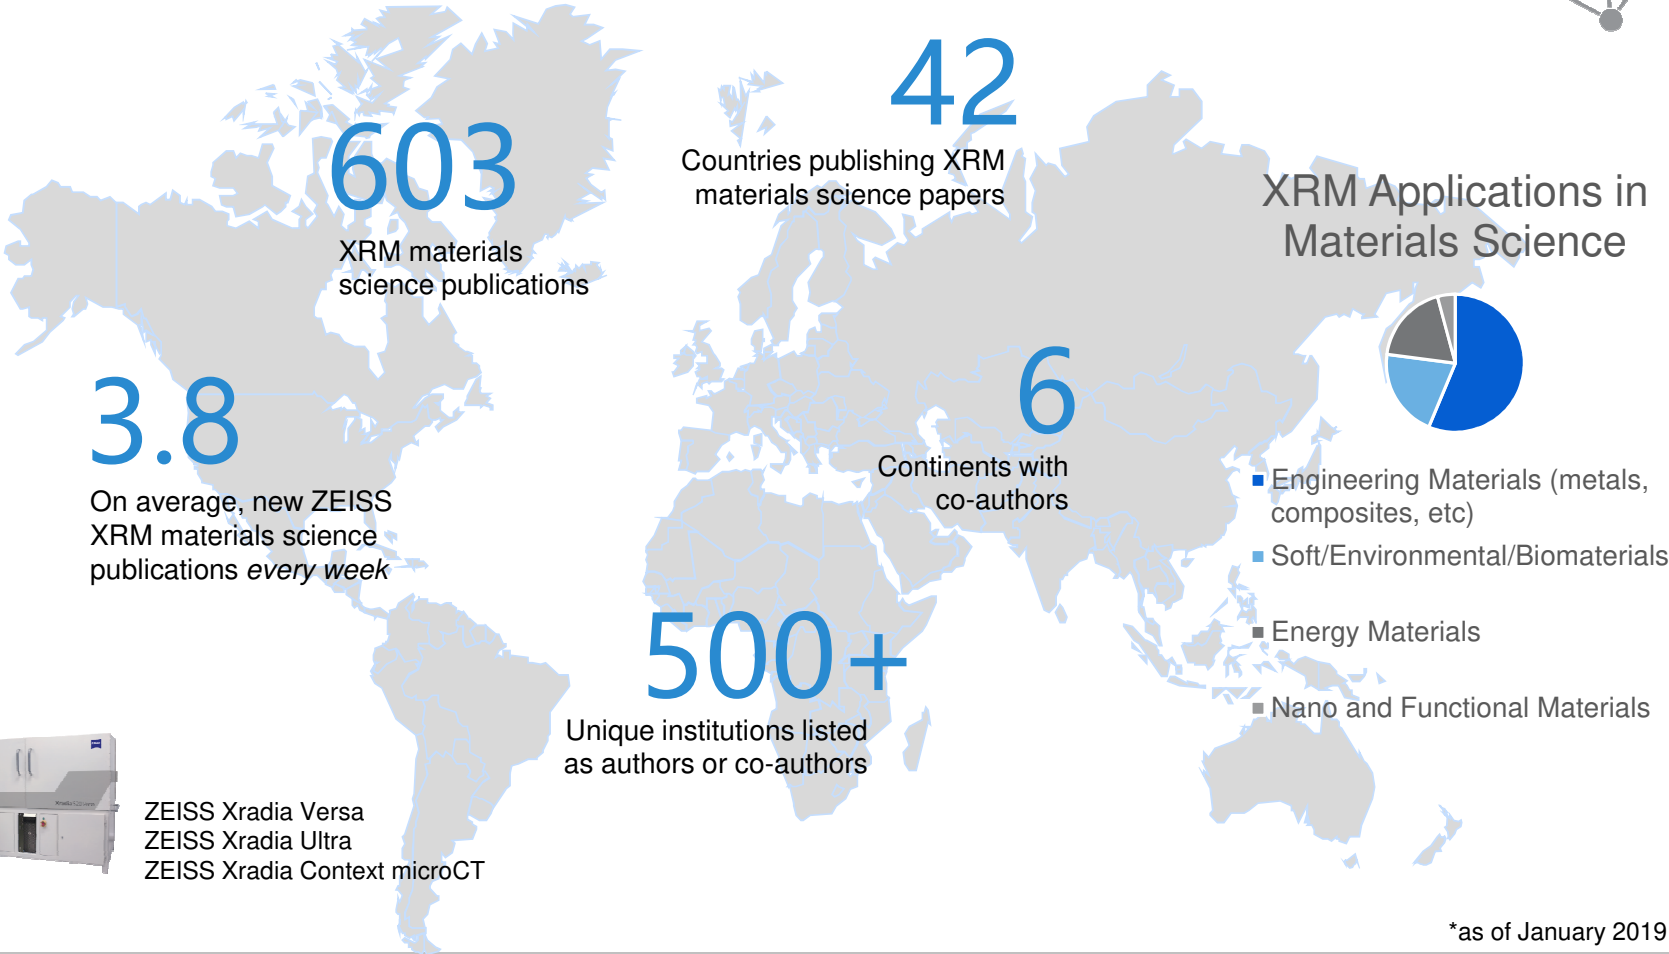 42
Countries publishing XRM
materials science papers
603
XRM materials
science publications
XRM Applications in
Materials Science
3.8
On average, new ZEISS
XRM materials science
publications every week
6
Continents with
co-authors
Engineering Materials (metals,
composites, etc)
Soft/Environmental/Biomaterials
Energy Materials
Nano and Functional Materials
500+
Unique institutions listed
as authors or co-authors
ZEISS Xradia Versa
ZEISS Xradia Ultra
ZEISS Xradia Context microCT
*as of January 2019